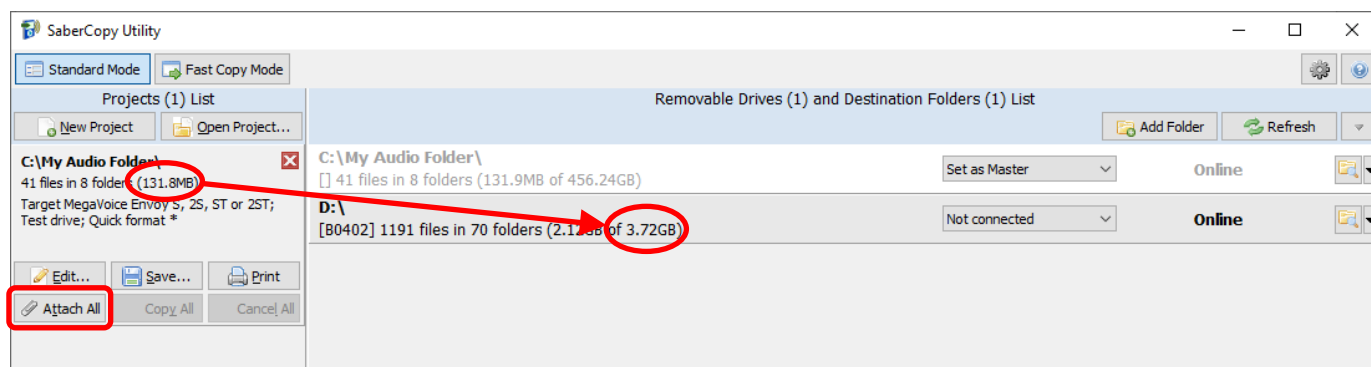 SaberCopy Utility
Standard Mode Fast Copy Mode
Projects (1) List
Removable Drives (1) and Destination Folders (1) List
New Project Open Project...
Add Folder Refresh
C:\My Audio Folder\
41 files in 8 folders (131.8MB)
Target MegaVoice Envoy S, 2S, ST or 2ST;
Test drive; Quick format *
C:\My Audio Folder\
[] 41 files in 8 folders (131.9MB of 456.24GB)
Set as Master Online
D:\
[B0402] 1191 files in 70 folders (2.12GB of 3.72GB)
Not connected Online
Edit... Save... Print
Attach All Copy All Cancel All